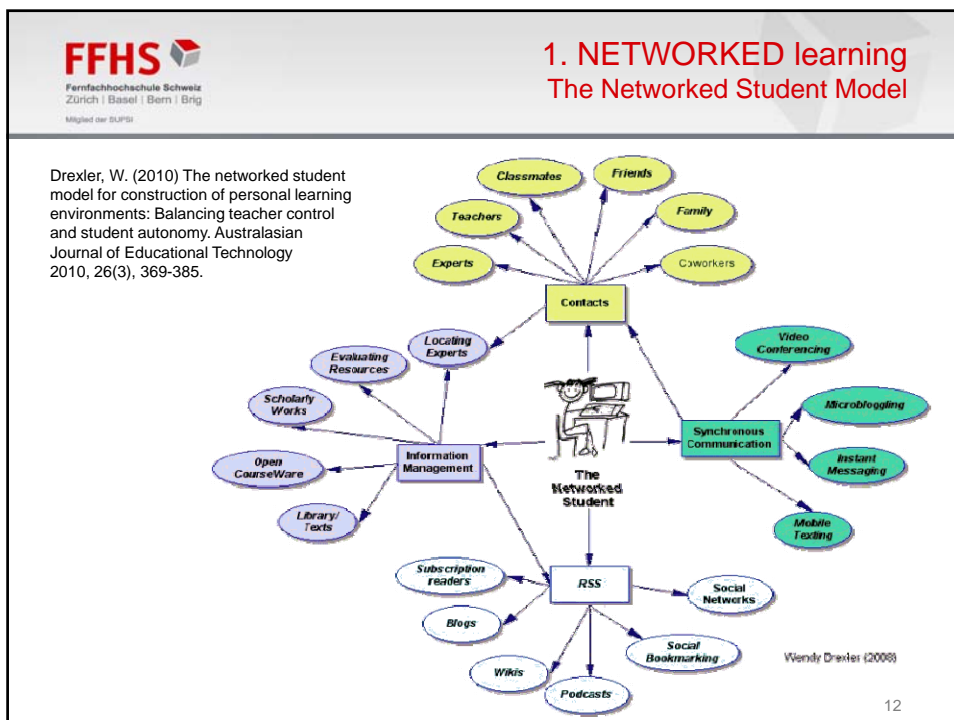 FFHS
Fernfachhochschule Schweiz
Zürich | Basel | Bern | Brig
Mitglied der SUPSI
1. NETWORKED learning
The Networked Student Model
Drexler, W. (2010) The networked student
model for construction of personal learning
environments: Balancing teacher control
and student autonomy. Australasian
Journal of Educational Technology
2010, 26(3), 369-385.
Classmates
Friends
Teachers
Family
Experts
Coworkers
Contacts
Locating
Experts
Evaluating
Resources
Scholarly
Works
Open
CourseWare
Library/
Texts
Information
Management
Video
Conferencing
Microbloggling
Synchronous
Communication
Instant
Messaging
Mobile
Texting
The
Networked
Student
RSS
Subscription
readers
Social
Networks
Blogs
Social
Bookmarking
Wikis
Podcasts
Wendy Drexler (2008)
12